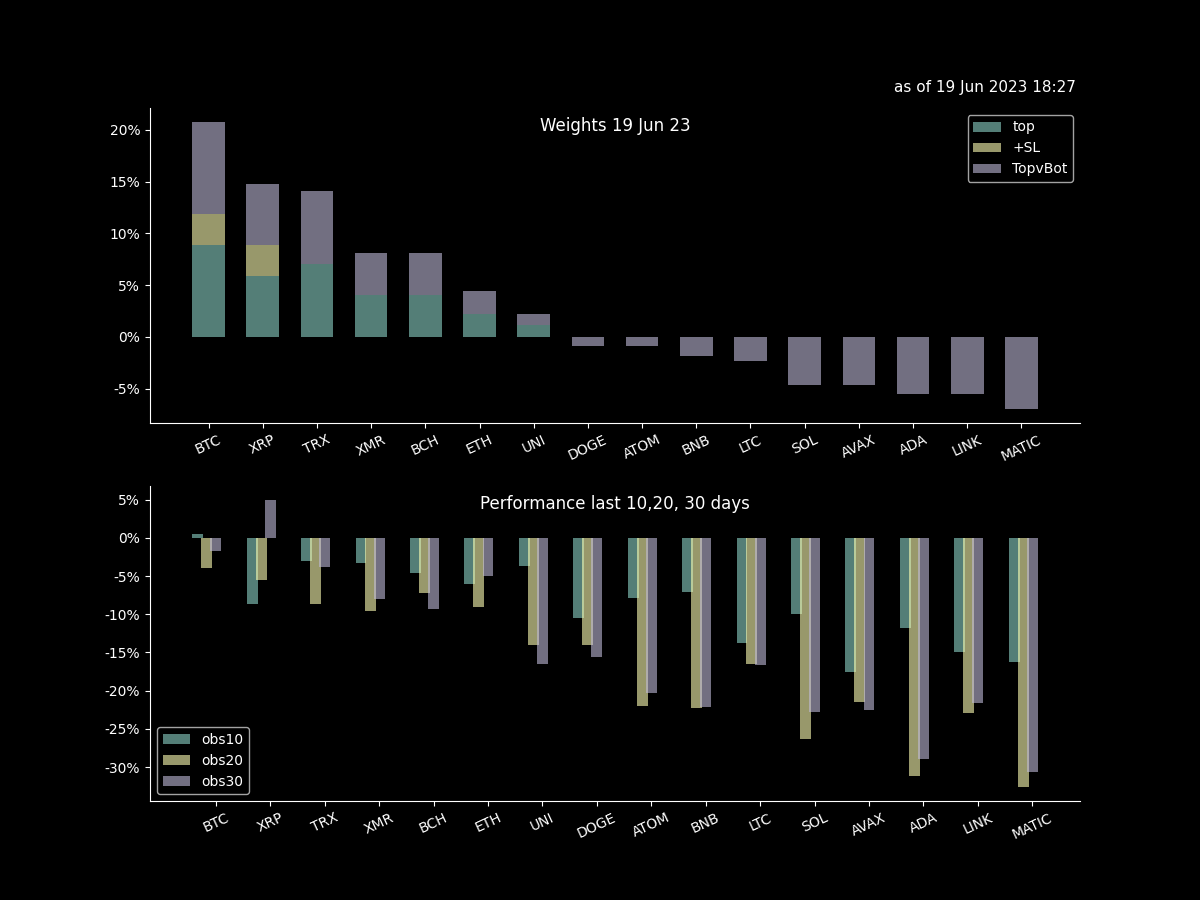 as of 19 Jun 2023 18:27
Weights 19 Jun 23
top
+SL
TopvBot
20%
15%
10%
5%
0%
-5%
BTC XRP TRX XMR BCH ETH UNI DOGE ATOM BNB LTC SOL AVAX ADA LINK MATIC
Performance last 10,20, 30 days
5%
0%
-5%
-10%
-15%
-20%
-25%
-30%
obs10
obs20
obs30
BTC XRP TRX XMR BCH ETH UNI DOGE ATOM BNB LTC SOL AVAX ADA LINK MATIC